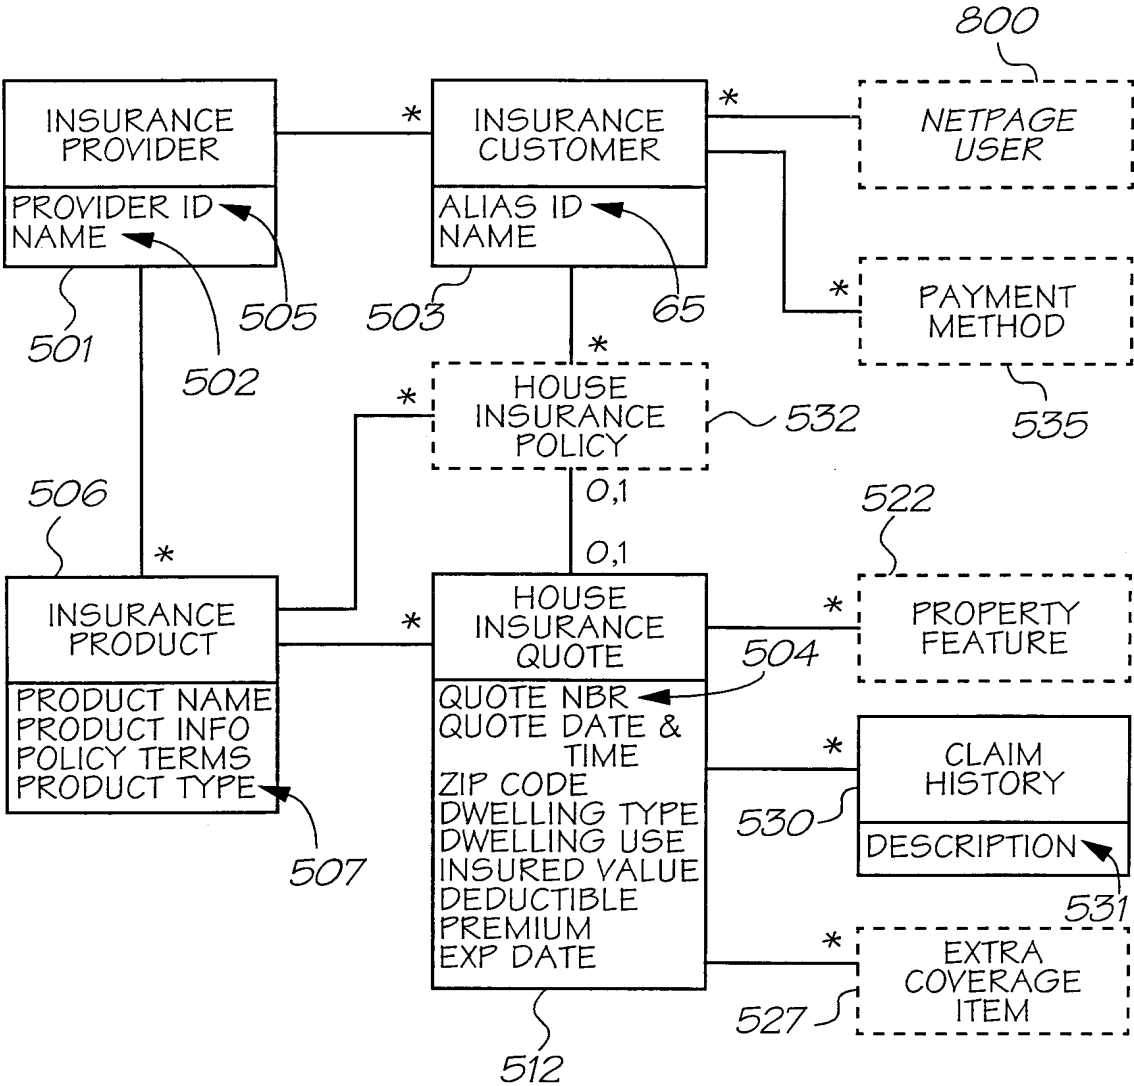 800
INSURANCE
PROVIDER
*
INSURANCE
CUSTOMER
*
NETPAGE
USER
PROVIDER ID
NAME
ALIAS ID
NAME
501
505
502
503
65
*
PAYMENT
METHOD
535
*
*
HOUSE
INSURANCE
POLICY
532
0,1
0,1
506
*
522
INSURANCE
PRODUCT
*
HOUSE
INSURANCE
QUOTE
*
PROPERTY
FEATURE
504
PRODUCT NAME
PRODUCT INFO
POLICY TERMS
PRODUCT TYPE
507
QUOTE NBR
QUOTE DATE &
TIME
ZIP CODE
DWELLING TYPE
DWELLING USE
INSURED VALUE
DEDUCTIBLE
PREMIUM
EXP DATE
512
*
CLAIM
HISTORY
530
DESCRIPTION
531
*
EXTRA
COVERAGE
ITEM
527